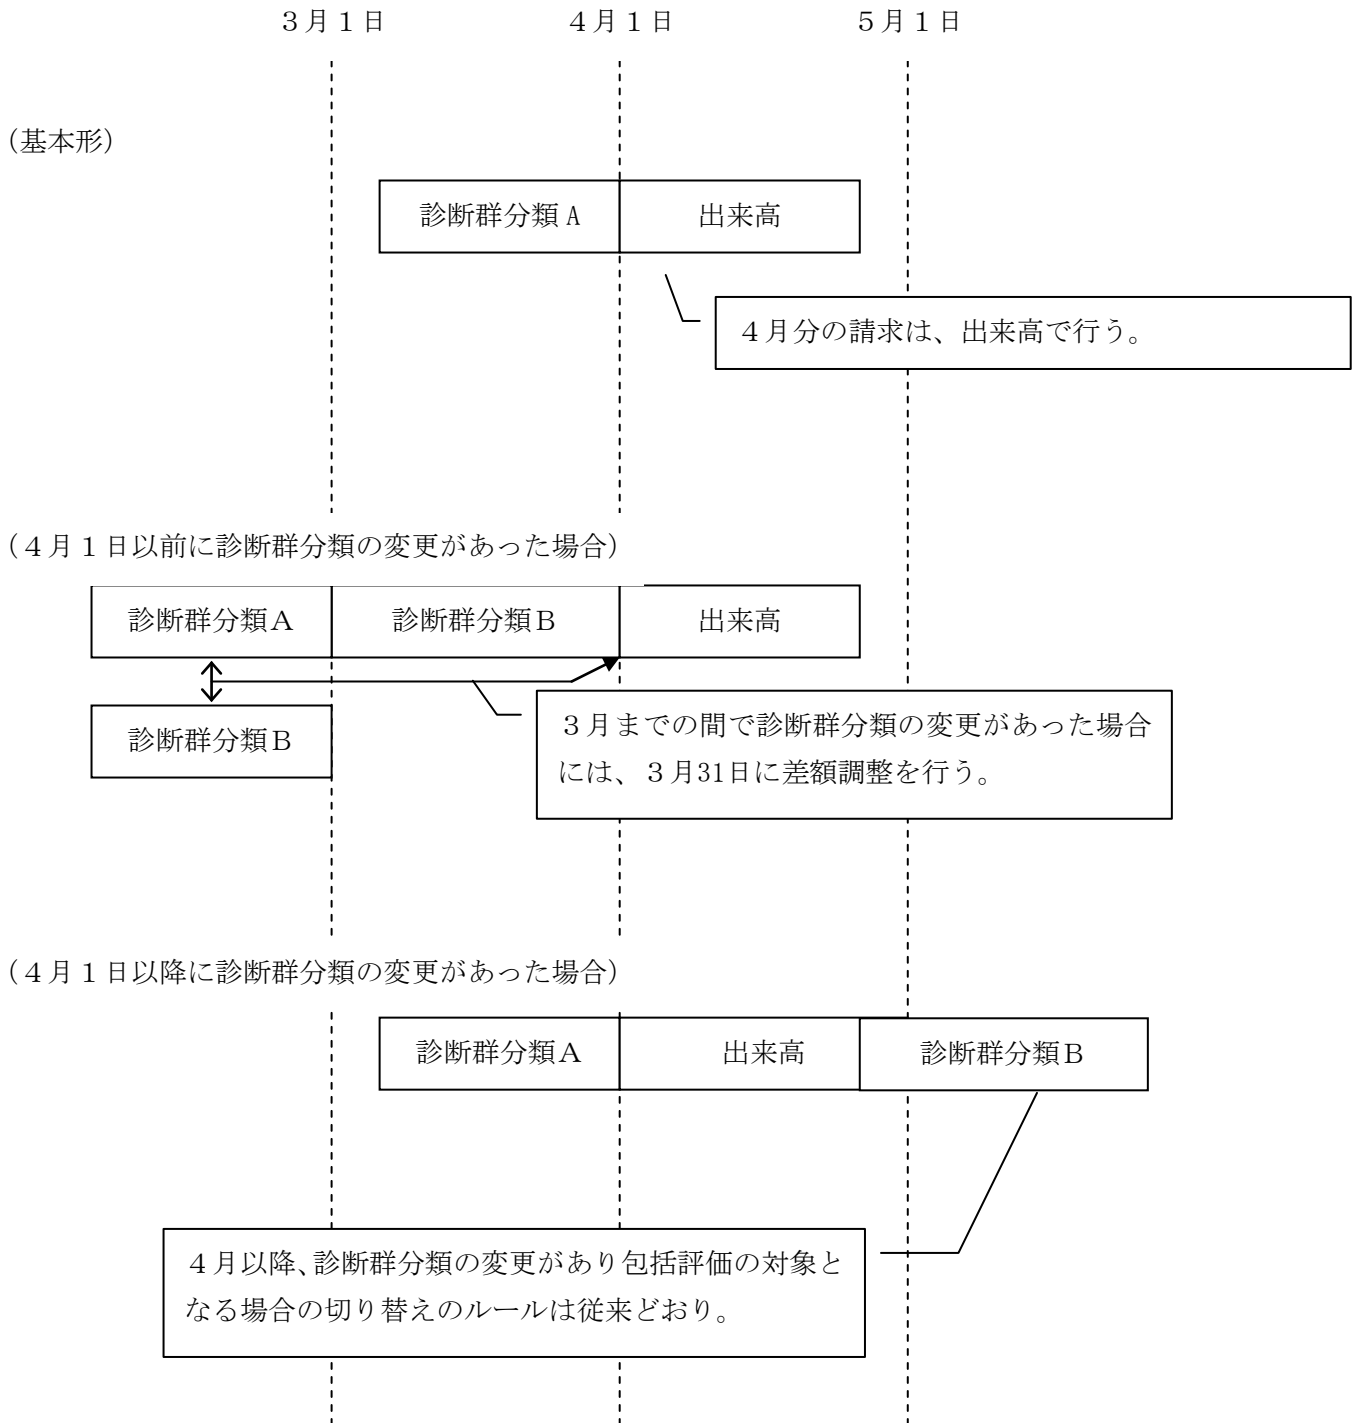 ３月１日 ４月１日 ５月１日
（基本形）
診断群分類 A 出来高
４月分の請求は、出来高で行う。
（４月１日以前に診断群分類の変更があった場合）
診断群分類Ａ 診断群分類Ｂ 出来高
診断群分類Ｂ
３月までの間で診断群分類の変更があった場合
には、３月31日に差額調整を行う。
（４月１日以降に診断群分類の変更があった場合）
診断群分類Ａ 出来高 診断群分類Ｂ
４月以降、診断群分類の変更があり包括評価の対象と
なる場合の切り替えのルールは従来どおり。